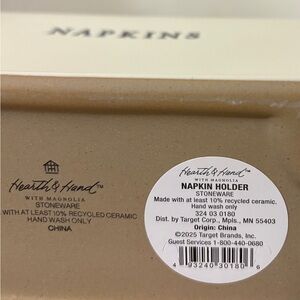 NAPKINS
Hearth & Hand™
WITH MAGNOLIA
STONEWARE
WITH AT LEAST 10% RECYCLED CERAMIC
HAND WASH ONLY
CHINA
Hearth & Hand™
WITH MAGNOLIA
NAPKIN HOLDER
STONEWARE
Made with at least 10% recycled ceramic.
Hand wash only
324 03 0180
Dist. by Target Corp., Mpls., MN 55403
Origin: China
©2025 Target Brands, Inc.
Guest Services 1-800-440-0680
4 93240 30180 6